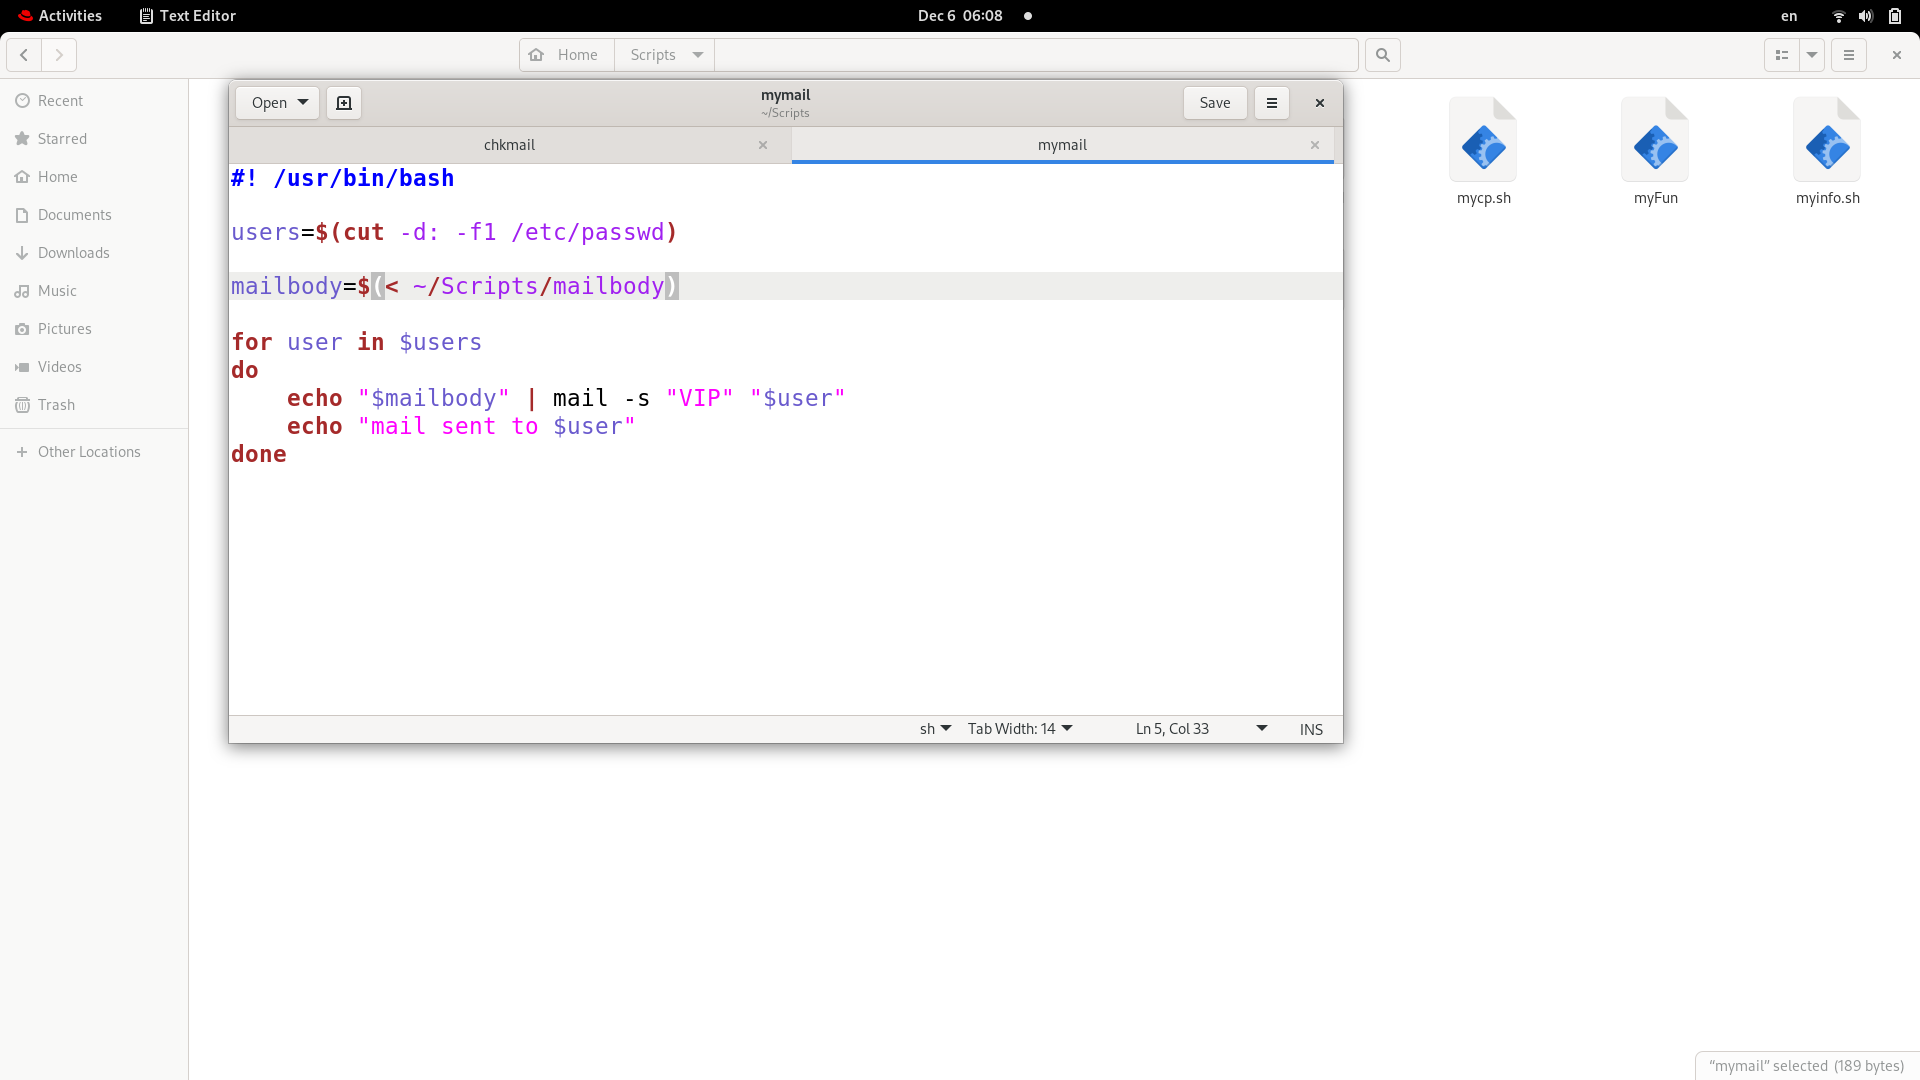 Activities
Text Editor
Dec 6 06:08
en
Home
Scripts
Recent
Starred
Home
Documents
Downloads
Music
Pictures
Videos
Trash
Other Locations
Open
mymail
~/Scripts
Save
chkmail
mymail
#! /usr/bin/bash
users=$(cut -d: -f1 /etc/passwd)
mailbody=$(< ~/Scripts/mailbody)
for user in $users
do
echo "$mailbody" | mail -s "VIP" "$user"
echo "mail sent to $user"
done
sh
Tab Width: 14
Ln 5, Col 33
INS
mycp.sh
myFun
myinfo.sh
“mymail” selected (189 bytes)